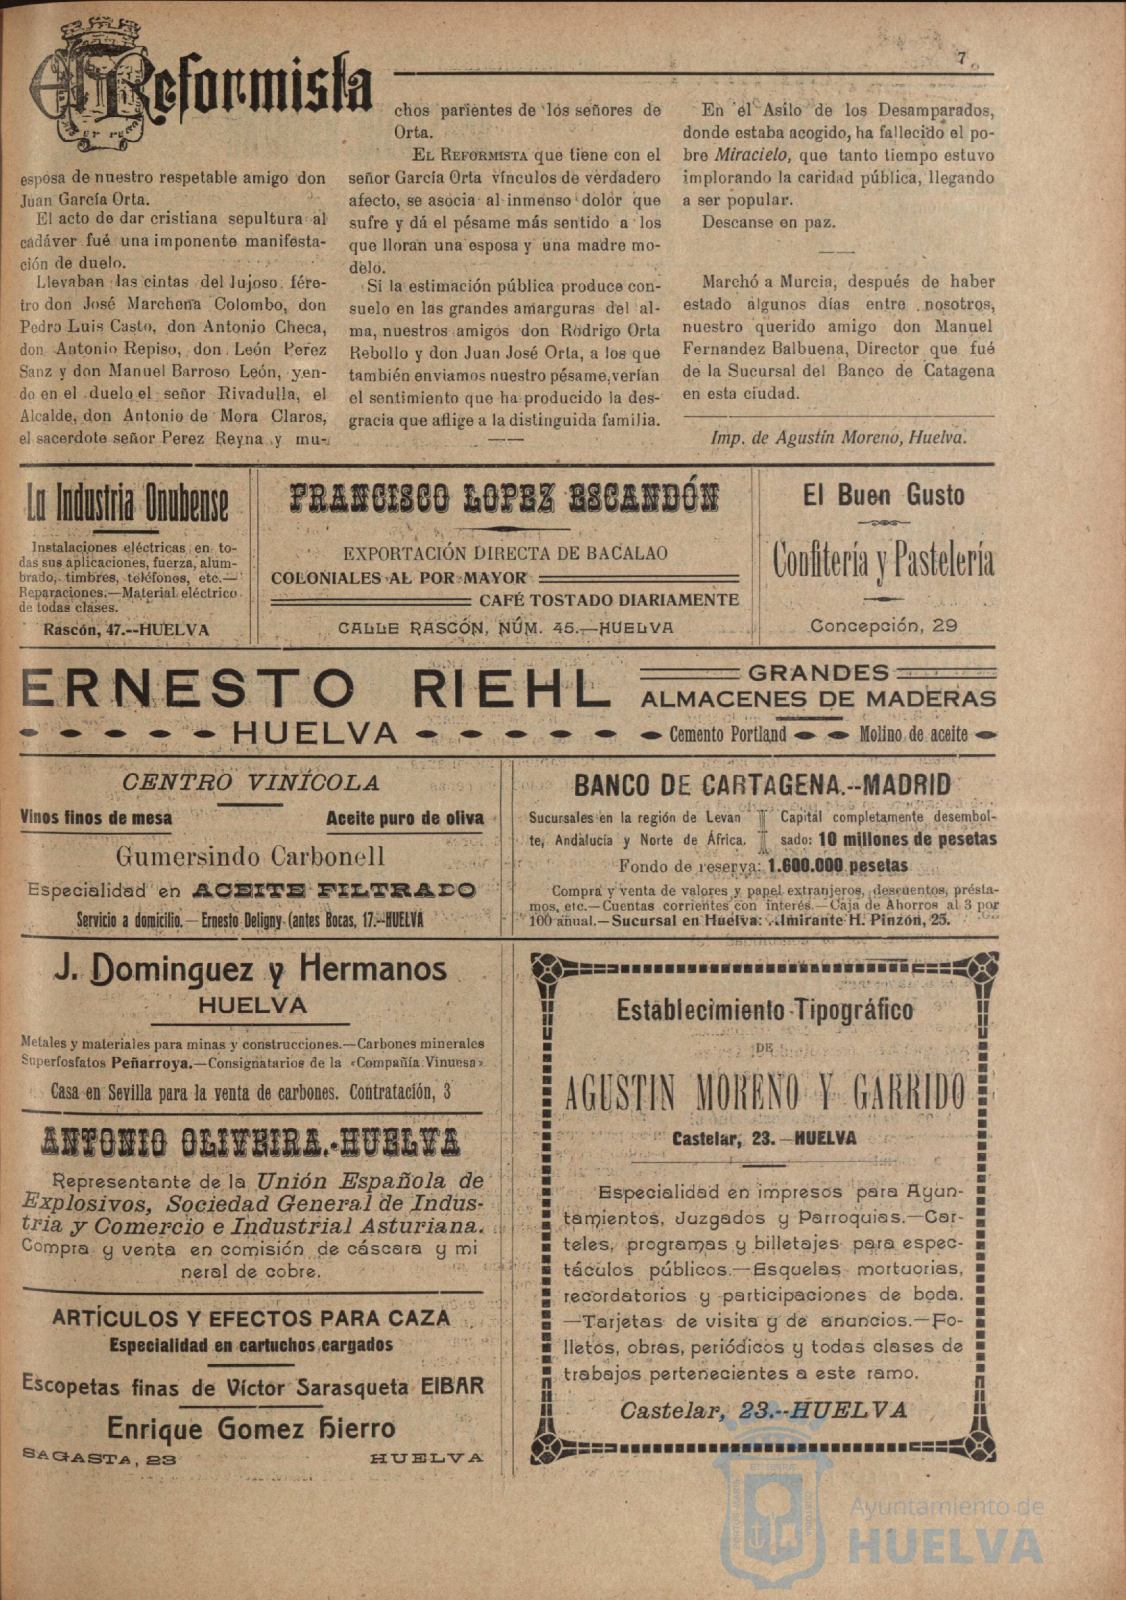 El Reformista
7
esposa de nuestro respetable amigo don
Juan García Orta.
El acto de dar cristiana sepultura al
cadáver fué una imponente manifesta-
ción de duelo.
Llevaban las cintas del lujoso fére-
tro don José Marchena Colombo, don
Pedro Luis Casto, don Antonio Checa,
don Antonio Repiso, don León Perez
Sanz y don Manuel Barroso León, yen-
do en el duelo el señor Rivadulla, el
Alcalde, don Antonio de Mora Claros,
el sacerdote señor Perez Reyna y mu-
chos parientes de los señores de
Orta.
EL REFORMISTA que tiene con el
señor García Orta vínculos de verdadero
afecto, se asocia al inmenso dolor que
sufre y dá el pésame más sentido a los
que lloran una esposa y una madre mo-
delo.
Si la estimación pública produce con-
suelo en las grandes amarguras del al-
ma, nuestros amigos don Rodrigo Orta
Rebollo y don Juan José Orta, a los que
también enviamos nuestro pésame, verían
el sentimiento que ha producido la des-
gracia que aflige a la distinguida familia.
En el Asilo de los Desamparados,
donde estaba acogido, ha fallecido el po-
bre Miracielo, que tanto tiempo estuvo
implorando la caridad pública, llegando
a ser popular.
Descanse en paz.
Marchó a Murcia, después de haber
estado algunos días entre nosotros,
nuestro querido amigo don Manuel
Fernandez Balbuena, Director que fué
de la Sucursal del Banco de Catagena
en esta ciudad.
Imp. de Agustín Moreno, Huelva.
La Industria Onubense
Instalaciones eléctricas en to-
das sus aplicaciones, fuerza, alum-
brado, timbres, teléfonos, etc.—
Reparaciones.—Material eléctrico
de todas clases.
Rascón, 47.--HUELVA
FRANCISCO LOPEZ ESCANDÓN
EXPORTACIÓN DIRECTA DE BACALAO
COLONIALES AL POR MAYOR
CAFÉ TOSTADO DIARIAMENTE
CALLE RASCÓN, NÚM. 45.—HUELVA
El Buen Gusto
Confitería y Pastelería
Concepción, 29
ERNESTO RIEHL
HUELVA
GRANDES
ALMACENES DE MADERAS
Cemento Portland
Molino de aceite
CENTRO VINÍCOLA
Vinos finos de mesa
Aceite puro de oliva
Gumersindo Carbonell
Especialidad en ACEITE FILTRADO
Servicio a domicilio.—Ernesto Deligny (antes Bocas, 17.--HUELVA
BANCO DE CARTAGENA.--MADRID
Sucursales en la región de Levan
te, Andalucía y Norte de África.
Capital completamente desembol-
sado: 10 millones de pesetas
Fondo de reserva: 1.600.000 pesetas
Compra y venta de valores y papel extranjeros, descuentos, présta-
mos, etc.—Cuentas corrientes con interés.—Caja de Ahorros al 3 por
100 anual.—Sucursal en Huelva: Almirante H. Pinzón, 25.
J. Dominguez y Hermanos
HUELVA
Metales y materiales para minas y construcciones.—Carbones minerales
Superfosfatos Peñarroya.—Consignatarios de la «Compañía Vinuesa»
Casa en Sevilla para la venta de carbones. Contratación, 3
ANTONIO OLIVEIRA.-HUELVA
Representante de la Unión Española de
Explosivos, Sociedad General de Indus-
tria y Comercio e Industrial Asturiana.
Compra y venta en comisión de cáscara y mi
neral de cobre.
ARTÍCULOS Y EFECTOS PARA CAZA
Especialidad en cartuchos cargados
Escopetas finas de Víctor Sarasqueta EIBAR
Enrique Gomez Hierro
SAGASTA, 23 HUELVA
Establecimiento Tipográfico
DE
AGUSTIN MORENO Y GARRIDO
Castelar, 23.—HUELVA
Especialidad en impresos para Ayun-
tamientos, Juzgados y Parroquias.—Car-
teles, programas y billetajes para espec-
táculos públicos.—Esquelas mortuorias,
recordatorios y participaciones de boda.
—Tarjetas de visita y de anuncios.—Fo-
lletos, obras, periódicos y todas clases de
trabajos pertenecientes a este ramo.
Castelar, 23.--HUELVA
Ayuntamiento de
HUELVA